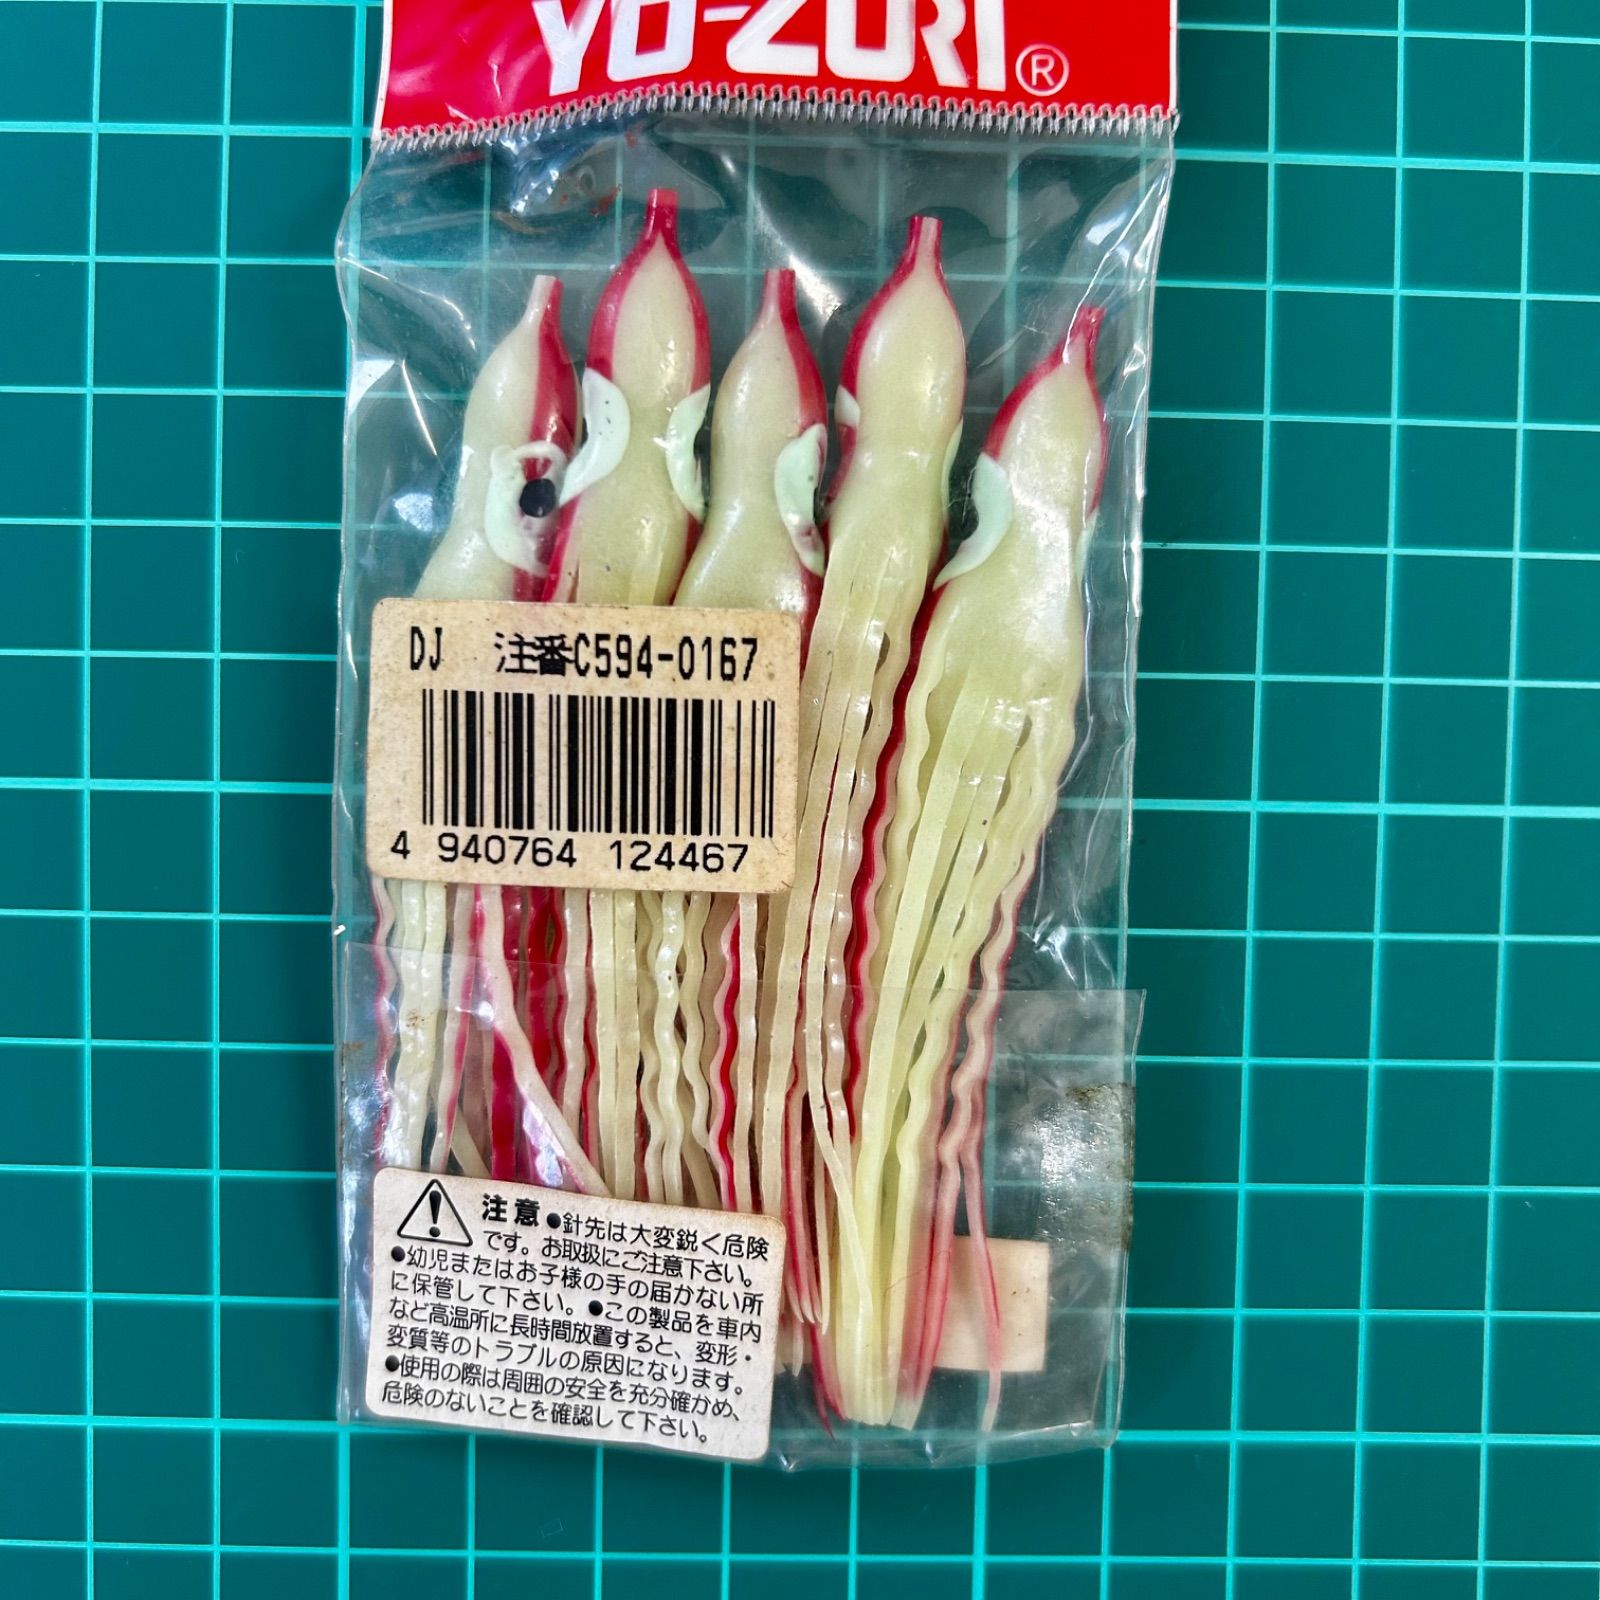 YO-ZURI®
DJ 注番C594-0167
4 940764 124467
注意 ●針先は大変鋭く危険
です。お取扱にご注意下さい。
●幼児またはお子様の手の届かない所
に保管して下さい。●この製品を車内
など高温所に長時間放置すると、変形・
変質等のトラブルの原因になります。
●使用の際は周囲の安全を充分確かめ、
危険のないことを確認して下さい。